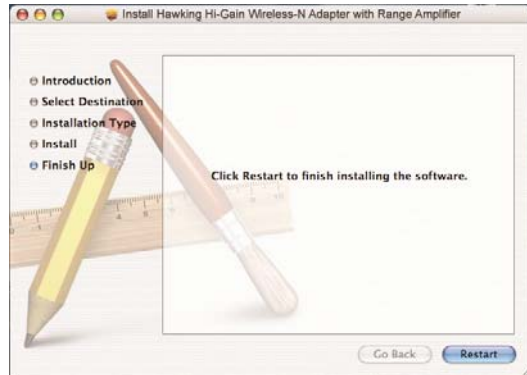 Install Hawking Hi-Gain Wireless-N Adapter with Range Amplifier
Introduction
Select Destination
Installation Type
Install
Finish Up
Click Restart to finish installing the software.
Go Back
Restart